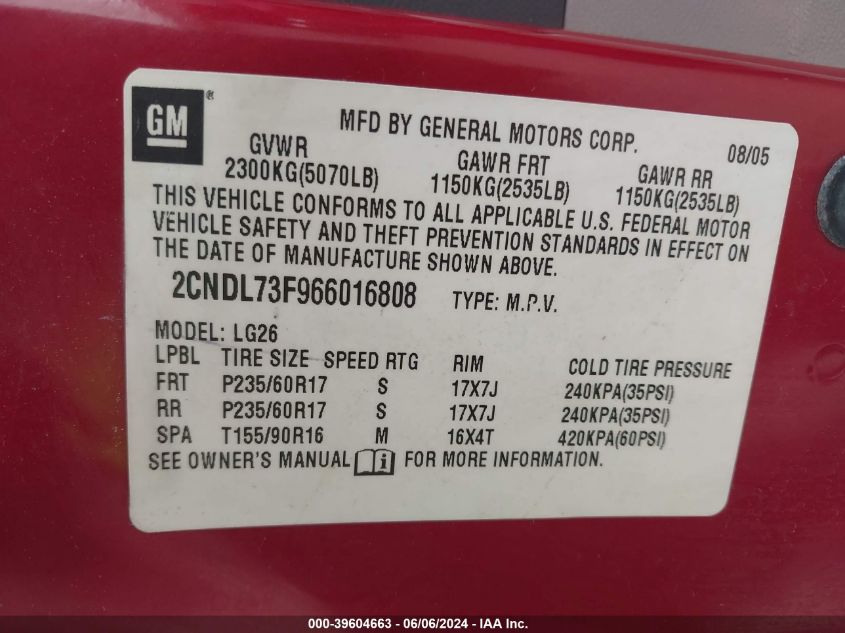 GM®
MFD BY GENERAL MOTORS CORP. 08/05
GVWR GAWR FRT GAWR RR
2300KG(5070LB) 1150KG(2535LB) 1150KG(2535LB)
THIS VEHICLE CONFORMS TO ALL APPLICABLE U.S. FEDERAL MOTOR
VEHICLE SAFETY AND THEFT PREVENTION STANDARDS IN EFFECT ON
THE DATE OF MANUFACTURE SHOWN ABOVE.
2CNDL73F966016808 TYPE: M.P.V.
MODEL: LG26
LPBL TIRE SIZE SPEED RTG RIM COLD TIRE PRESSURE
FRT P235/60R17 S 17X7J 240KPA(35PSI)
RR P235/60R17 S 17X7J 240KPA(35PSI)
SPA T155/90R16 M 16X4T 420KPA(60PSI)
SEE OWNER'S MANUAL i FOR MORE INFORMATION.
000-39604663 - 06/06/2024 - IAA Inc.